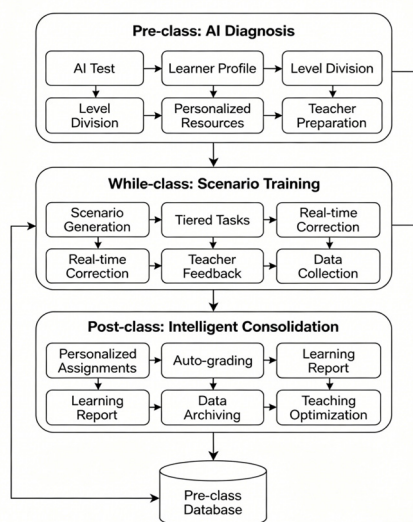 Pre-class: AI Diagnosis
AI Test
Learner Profile
Level Division
Level
Division
Personalized
Resources
Teacher
Preparation
While-class: Scenario Training
Scenario
Generation
Tiered Tasks
Real-time
Correction
Real-time
Correction
Teacher
Feedback
Data
Collection
Post-class: Intelligent Consolidation
Personalized
Assignments
Auto-grading
Learning
Report
Learning
Report
Data
Archiving
Teaching
Optimization
Pre-class
Database